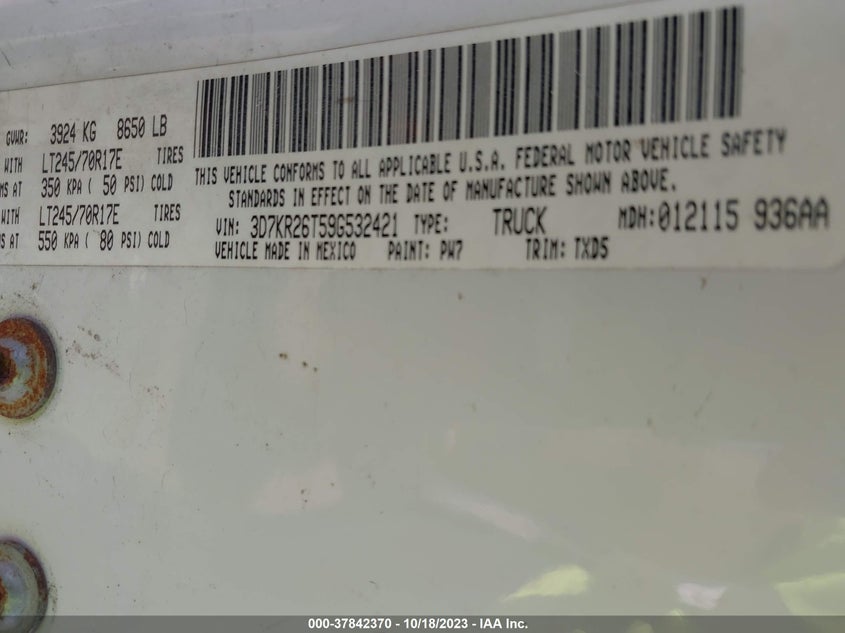 GVWR: 3924 KG 8650 LB
WITH LT245/70R17E TIRES
MS AT 350 KPA ( 50 PSI) COLD
WITH LT245/70R17E TIRES
MS AT 550 KPA ( 80 PSI) COLD
THIS VEHICLE CONFORMS TO ALL APPLICABLE U.S.A. FEDERAL MOTOR VEHICLE SAFETY
STANDARDS IN EFFECT ON THE DATE OF MANUFACTURE SHOWN ABOVE.
VIN: 3D7KR26T59G532421 TYPE: TRUCK MDH:012115 936AA
VEHICLE MADE IN MEXICO PAINT: PW7 TRIM: TXD5
000-37842370 - 10/18/2023 - IAA Inc.